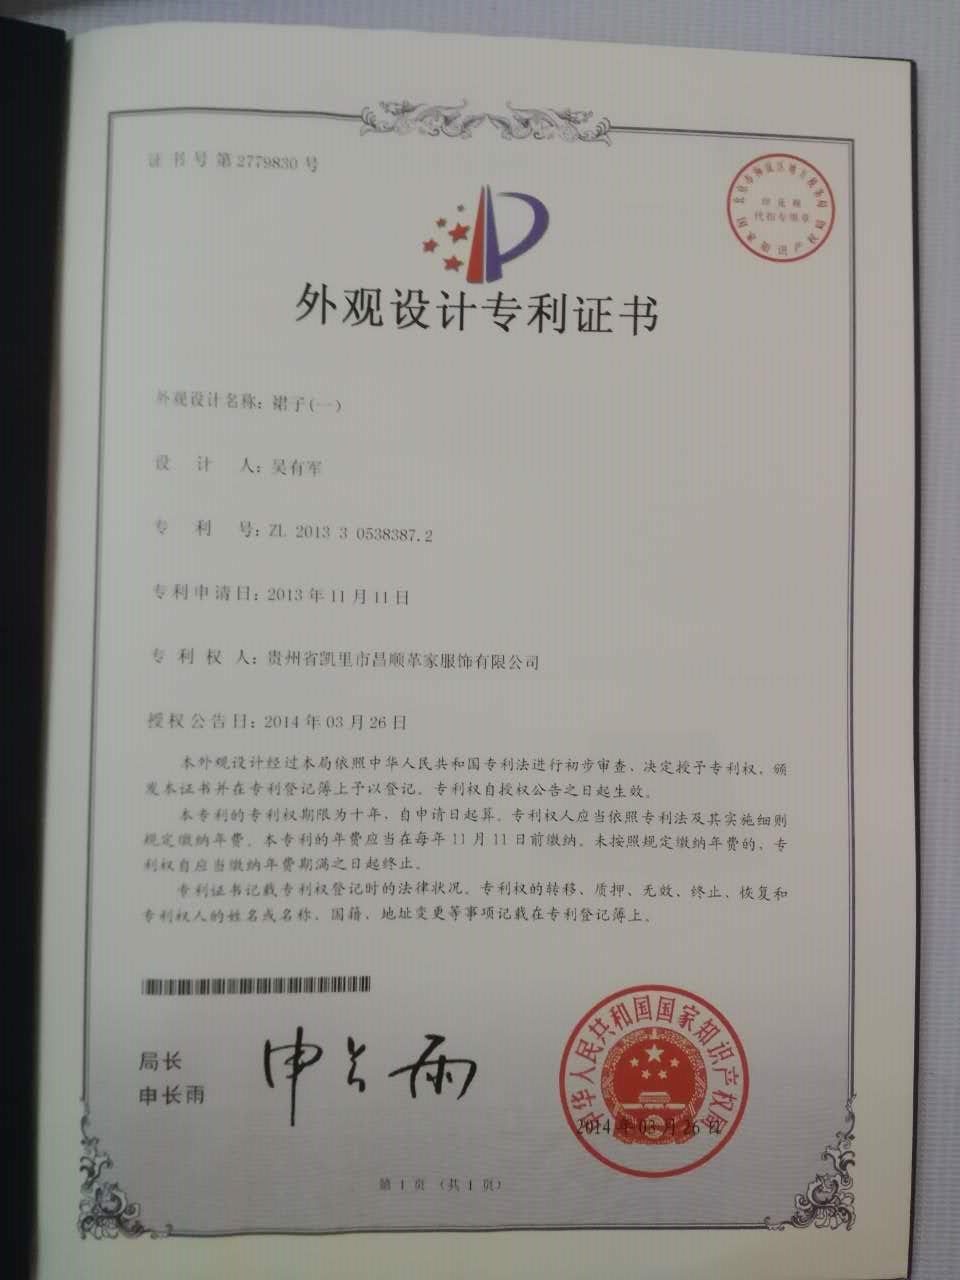 证书号第2779830号
国家知识产权局
代扣专用章
外观设计专利证书
外观设计名称：裙子(一)
设计人：吴有军
专利号：ZL 2013 3 0538387.2
专利申请日：2013年11月11日
专利权人：贵州省凯里市昌顺革家服饰有限公司
授权公告日：2014年03月26日
本外观设计经过本局依照中华人民共和国专利法进行初步审查，决定授予专利权，颁
发本证书并在专利登记簿上予以登记。专利权自授权公告之日起生效。
本专利的专利权期限为十年，自申请日起算。专利权人应当依照专利法及其实施细则
规定缴纳年费。本专利的年费应当在每年11月11日前缴纳。未按照规定缴纳年费的，专
利权自应当缴纳年费期满之日起终止。
专利证书记载专利权登记时的法律状况。专利权的转移、质押、无效、终止、恢复和
专利权人的姓名或名称、国籍、地址变更等事项记载在专利登记簿上。
局长
申长雨
申长雨
中华人民共和国国家知识产权局
2014年03月26日
第1页（共1页）